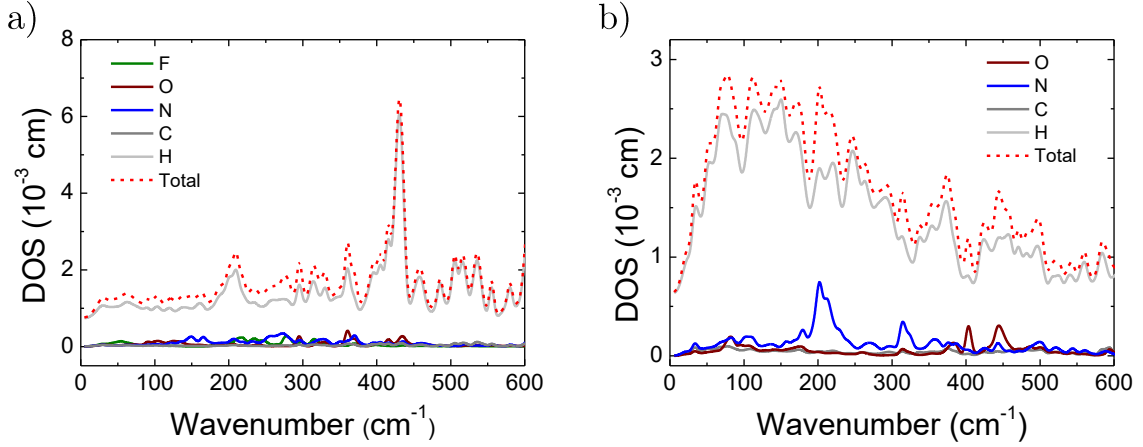 a)
8
6
4
2
0
DOS (10⁻³ cm)
F
O
N
C
H
Total
0 100 200 300 400 500 600
Wavenumber (cm⁻¹)
b)
3
2
1
0
DOS (10⁻³ cm)
O
N
C
H
Total
0 100 200 300 400 500 600
Wavenumber (cm⁻¹)